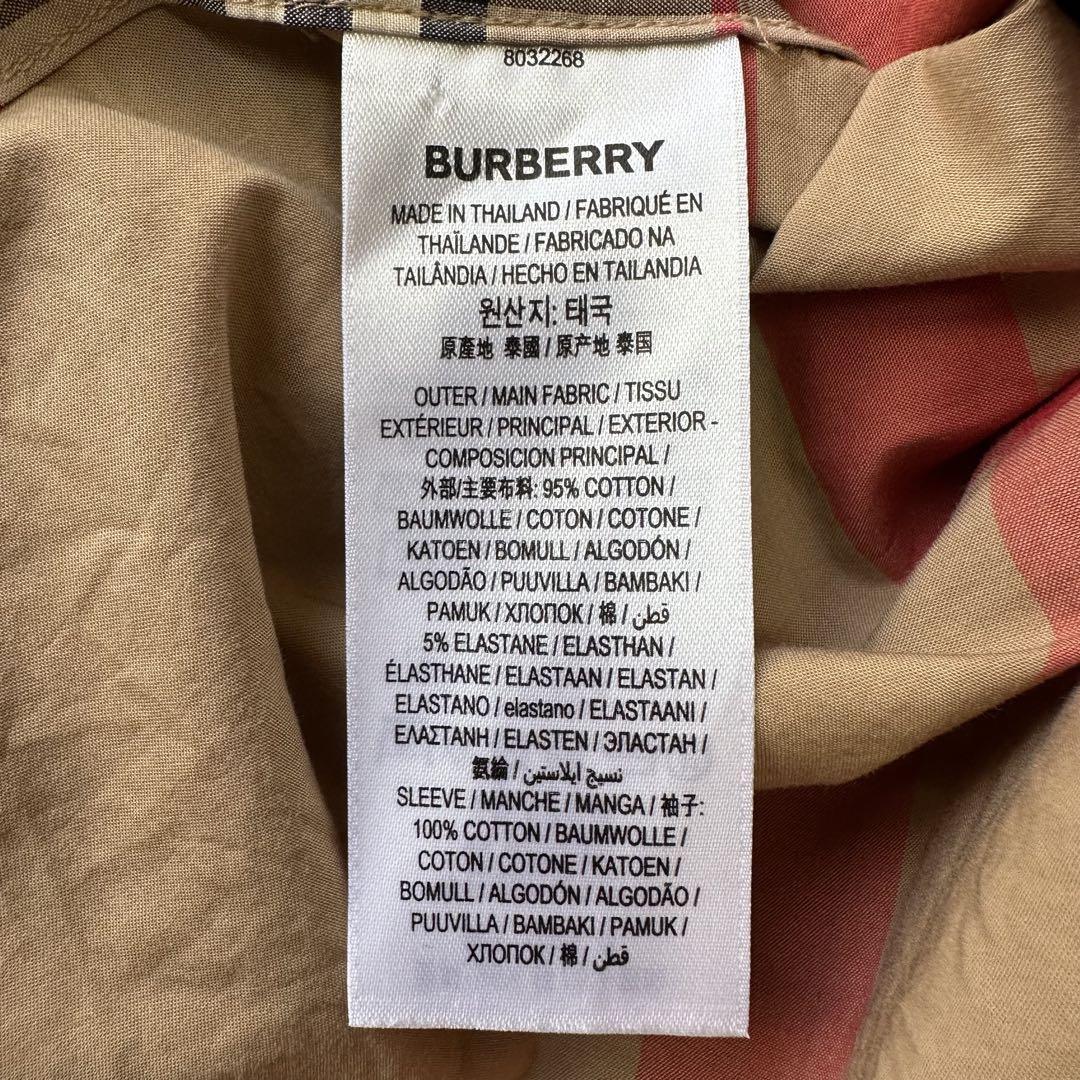 8032268
BURBERRY
MADE IN THAILAND / FABRIQUÉ EN
THAÏLANDE / FABRICADO NA
TAILÂNDIA / HECHO EN TAILANDIA
원산지: 태국
原產地 泰國 / 原产地 泰国
OUTER / MAIN FABRIC / TISSU
EXTÉRIEUR / PRINCIPAL / EXTERIOR -
COMPOSICION PRINCIPAL /
外部/主要布料: 95% COTTON /
BAUMWOLLE / COTON / COTONE /
KATOEN / BOMULL / ALGODÓN /
ALGODÃO / PUUVILLA / BAMBAKI /
PAMUK / ХЛОПОК / 棉 / قطن
5% ELASTANE / ELASTHAN /
ÉLASTHANE / ELASTAAN / ELASTAN /
ELASTANO / elastano / ELASTAANI /
ΕΛΑΣΤΑΝΗ / ELASTEN / ЭЛАСТАН /
氨綸 / نسيج ايلاستين
SLEEVE / MANCHE / MANGA / 袖子:
100% COTTON / BAUMWOLLE /
COTON / COTONE / KATOEN /
BOMULL / ALGODÓN / ALGODÃO /
PUUVILLA / BAMBAKI / PAMUK /
ХЛОПОК / 棉 / قطن